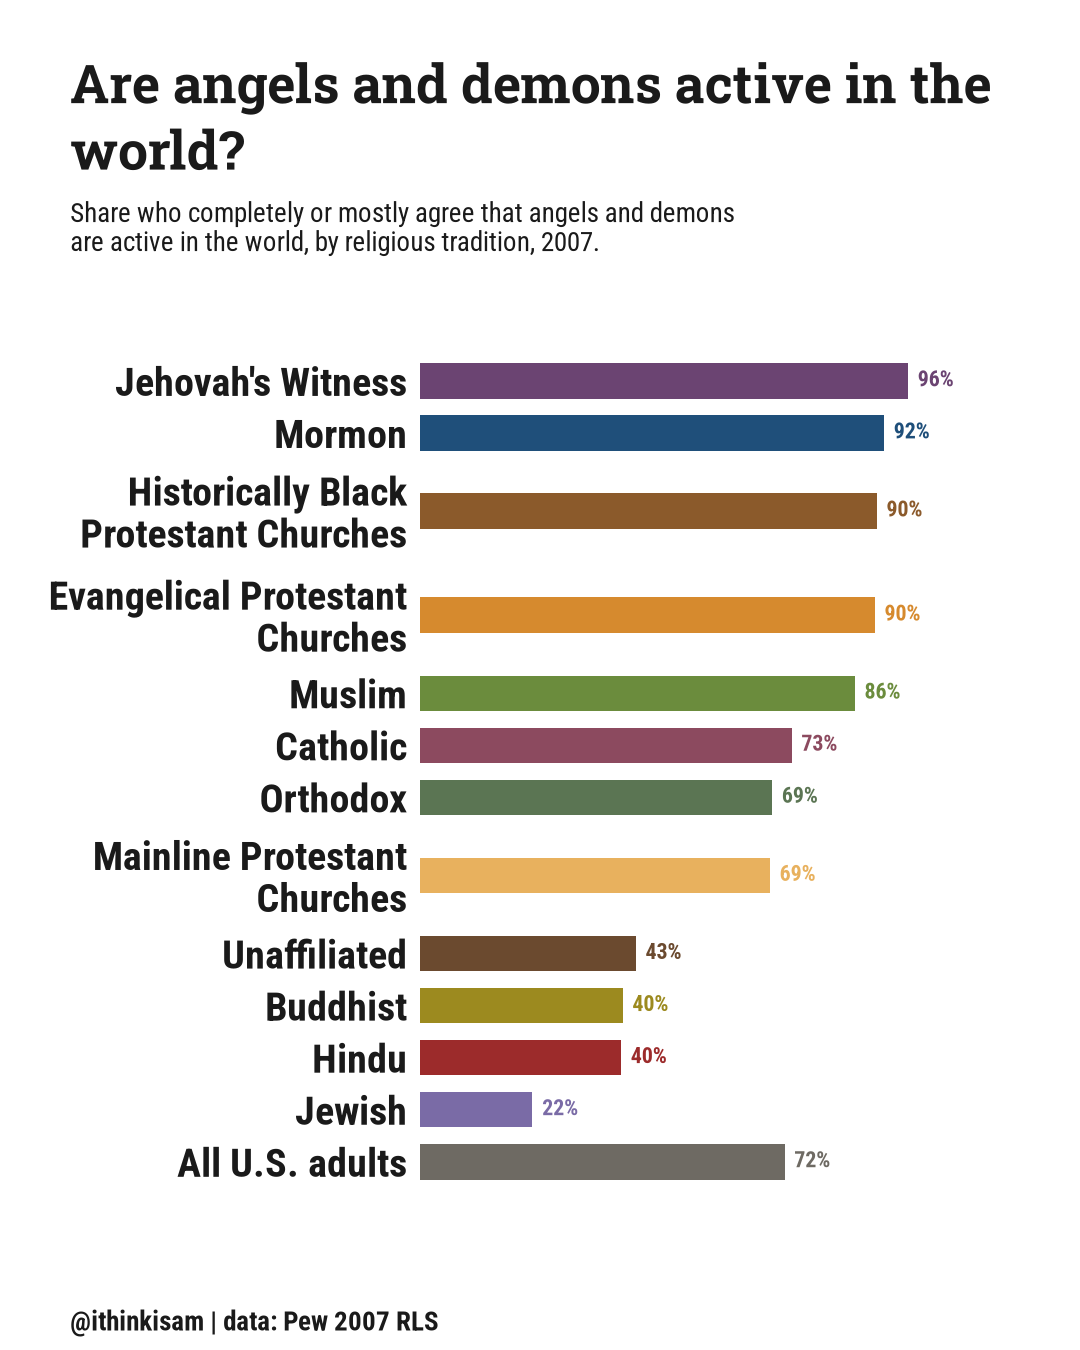 Are angels and demons active in the
world?
Share who completely or mostly agree that angels and demons
are active in the world, by religious tradition, 2007.
Jehovah's Witness 96%
Mormon 92%
Historically Black
Protestant Churches 90%
Evangelical Protestant
Churches 90%
Muslim 86%
Catholic 73%
Orthodox 69%
Mainline Protestant
Churches 69%
Unaffiliated 43%
Buddhist 40%
Hindu 40%
Jewish 22%
All U.S. adults 72%
@ithinkisam | data: Pew 2007 RLS